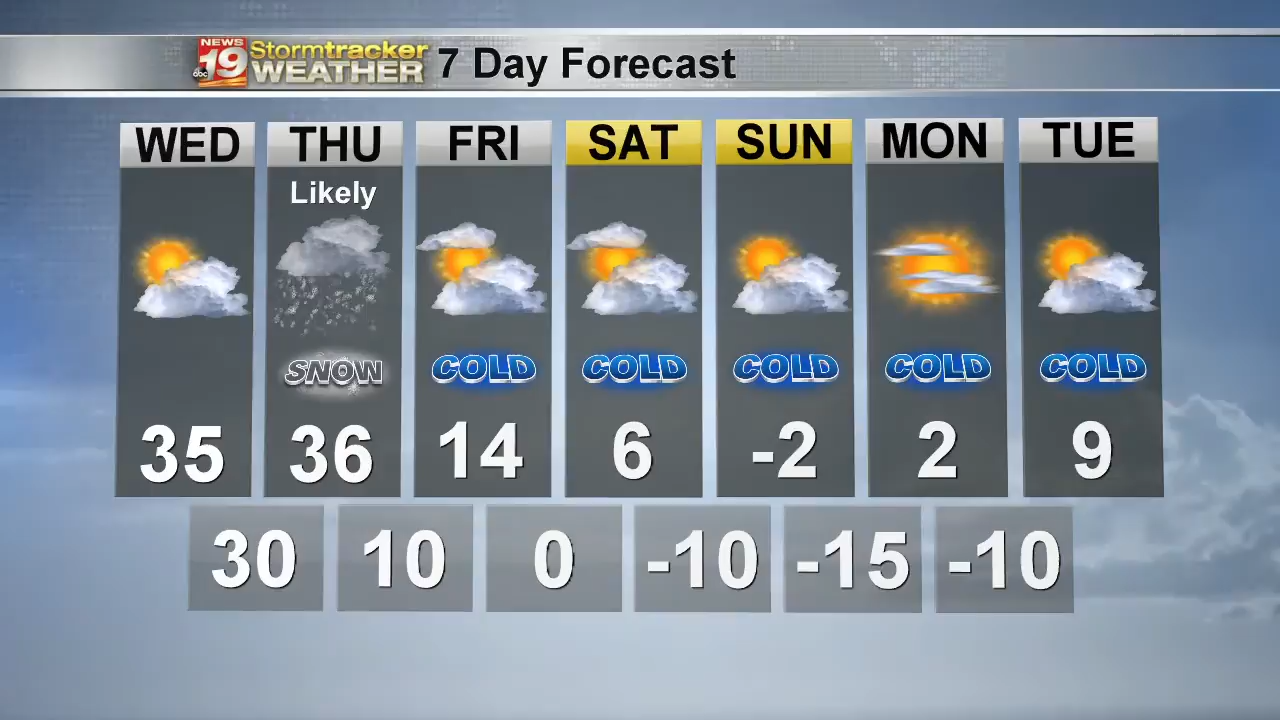 NEWS
abc 19
Stormtracker
WEATHER
7 Day Forecast
WED THU FRI SAT SUN MON TUE
Likely
SNOW COLD COLD COLD COLD COLD
35 36 14 6 -2 2 9
30 10 0 -10 -15 -10